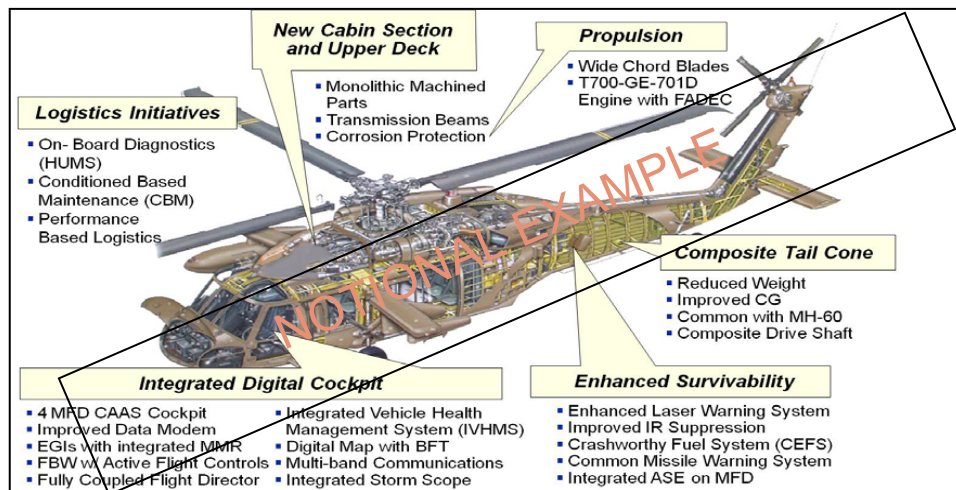 New Cabin Section
and Upper Deck
▪ Monolithic Machined
Parts
▪ Transmission Beams
▪ Corrosion Protection
Propulsion
▪ Wide Chord Blades
▪ T700-GE-701D
Engine with FADEC
Logistics Initiatives
▪ On- Board Diagnostics
(HUMS)
▪ Conditioned Based
Maintenance (CBM)
▪ Performance
Based Logistics
NOTIONAL EXAMPLE
Composite Tail Cone
▪ Reduced Weight
▪ Improved CG
▪ Common with MH-60
▪ Composite Drive Shaft
Integrated Digital Cockpit
▪ 4 MFD CAAS Cockpit
▪ Improved Data Modem
▪ EGIs with integrated MMR
▪ FBW w/ Active Flight Controls
▪ Fully Coupled Flight Director
▪ Integrated Vehicle Health
Management System (IVHMS)
▪ Digital Map with BFT
▪ Multi-band Communications
▪ Integrated Storm Scope
Enhanced Survivability
▪ Enhanced Laser Warning System
▪ Improved IR Suppression
▪ Crashworthy Fuel System (CEFS)
▪ Common Missile Warning System
▪ Integrated ASE on MFD